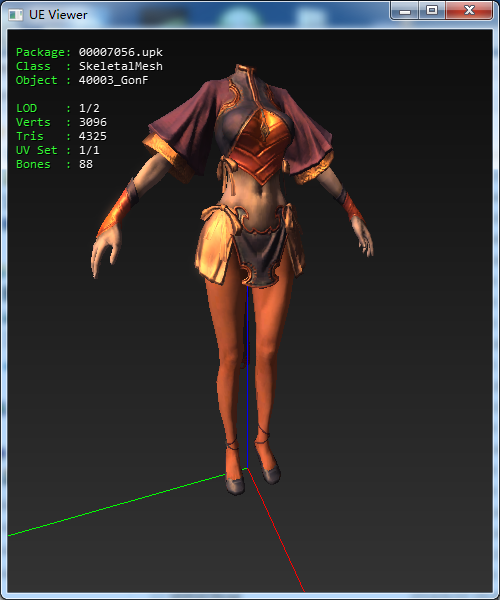 UE Viewer
Package: 00007056.upk
Class : SkeletalMesh
Object : 40003_GonF
LOD : 1/2
Verts : 3096
Tris : 4325
UV Set : 1/1
Bones : 88